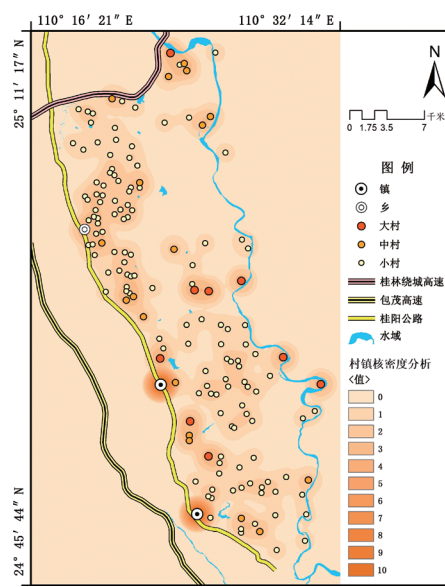 110° 16′ 21″ E
110° 32′ 14″ E
25° 11′ 17″ N
24° 45′ 44″ N
N
千米
0 1.75 3.5 7
图 例
镇
乡
大村
中村
小村
桂林绕城高速
包茂高速
桂阳公路
水域
村镇核密度分析
<值>
0
1
2
3
4
5
6
7
8
9
10